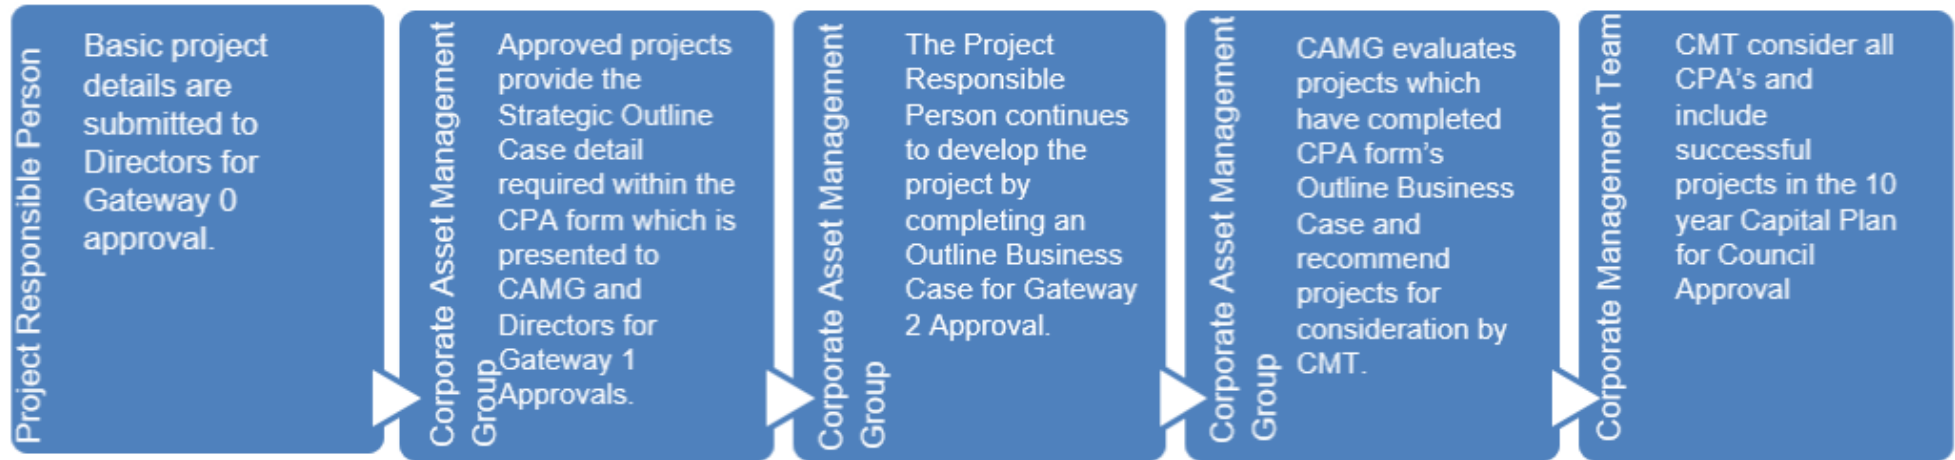 Project Responsible Person
Basic project
details are
submitted to
Directors for
Gateway 0
approval.
Corporate Asset Management
Group
Approved projects
provide the
Strategic Outline
Case detail
required within the
CPA form which is
presented to
CAMG and
Directors for
Gateway 1
Approvals.
Corporate Asset Management
Group
The Project
Responsible
Person continues
to develop the
project by
completing an
Outline Business
Case for Gateway
2 Approval.
Corporate Asset Management
Group
CAMG evaluates
projects which
have completed
CPA form's
Outline Business
Case and
recommend
projects for
consideration by
CMT.
Corporate Management Team
CMT consider all
CPA's and
include
successful
projects in the 10
year Capital Plan
for Council
Approval